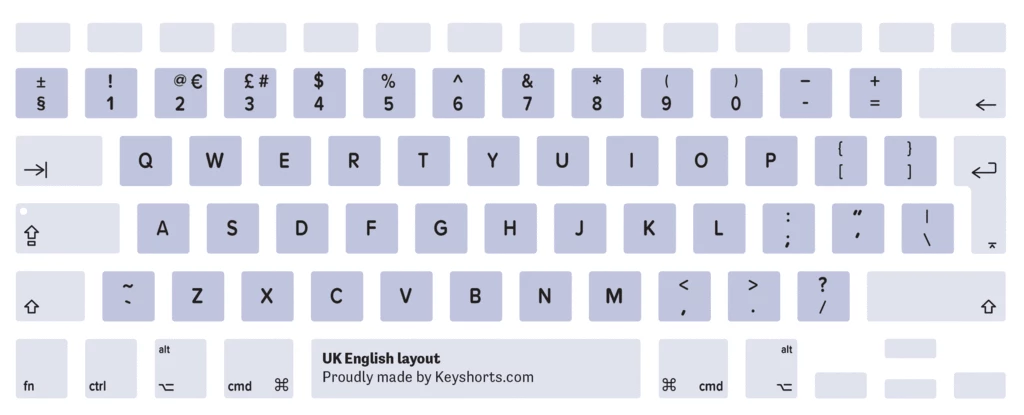 ± ! @ € £ # $ % ^ & * ( ) – +
§ 1 2 3 4 5 6 7 8 9 0 - = ←
→| Q W E R T Y U I O P { }
[ ]
A S D F G H J K L : " |
; ' \
~ Z X C V B N M < > ?
` , . /
alt alt
fn ctrl ⌥ cmd ⌘ ⌘ cmd ⌥
UK English layout
Proudly made by Keyshorts.com